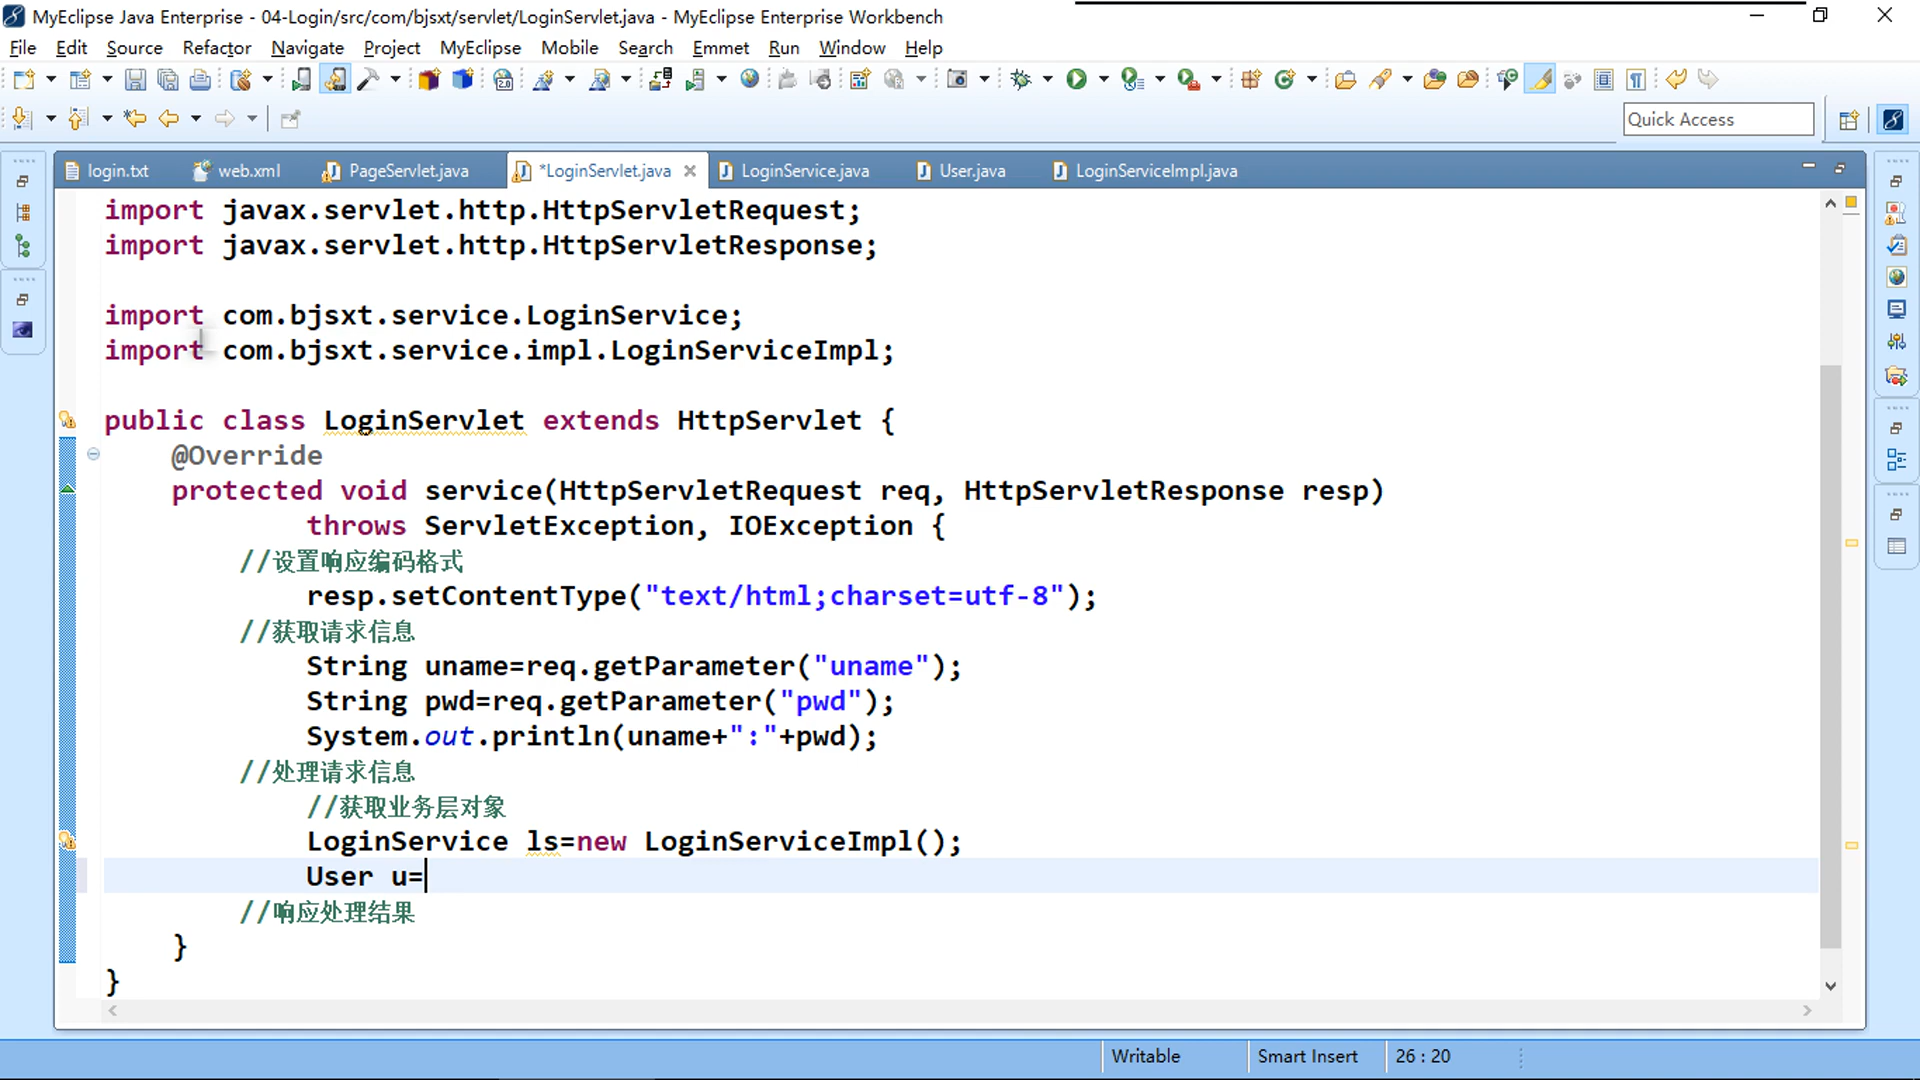 MyEclipse Java Enterprise - 04-Login/src/com/bjsxt/servlet/LoginServlet.java - MyEclipse Enterprise Workbench
File Edit Source Refactor Navigate Project MyEclipse Mobile Search Emmet Run Window Help
Quick Access
login.txt web.xml PageServlet.java *LoginServlet.java LoginService.java User.java LoginServiceImpl.java
import javax.servlet.http.HttpServletRequest;
import javax.servlet.http.HttpServletResponse;
import com.bjsxt.service.LoginService;
import com.bjsxt.service.impl.LoginServiceImpl;
public class LoginServlet extends HttpServlet {
@Override
protected void service(HttpServletRequest req, HttpServletResponse resp)
throws ServletException, IOException {
//设置响应编码格式
resp.setContentType("text/html;charset=utf-8");
//获取请求信息
String uname=req.getParameter("uname");
String pwd=req.getParameter("pwd");
System.out.println(uname+":"+pwd);
//处理请求信息
//获取业务层对象
LoginService ls=new LoginServiceImpl();
User u=
//响应处理结果
}
}
Writable Smart Insert 26 : 20